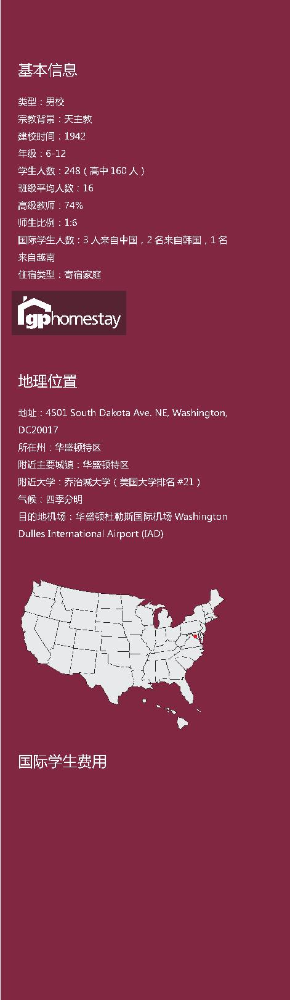 基本信息
类型：男校
宗教背景：天主教
建校时间：1942
年级：6-12
学生人数：248（高中 160 人）
班级平均人数：16
高级教师：74%
师生比例：1:6
国际学生人数：3 人来自中国，2 名来自韩国，1 名
来自越南
住宿类型：寄宿家庭
gphomestay
地理位置
地址：4501 South Dakota Ave. NE, Washington,
DC20017
所在州：华盛顿特区
附近主要城镇：华盛顿特区
附近大学：乔治城大学（美国大学排名 #21）
气候：四季分明
目的地机场：华盛顿杜勒斯国际机场 Washington
Dulles International Airport (IAD)
国际学生费用